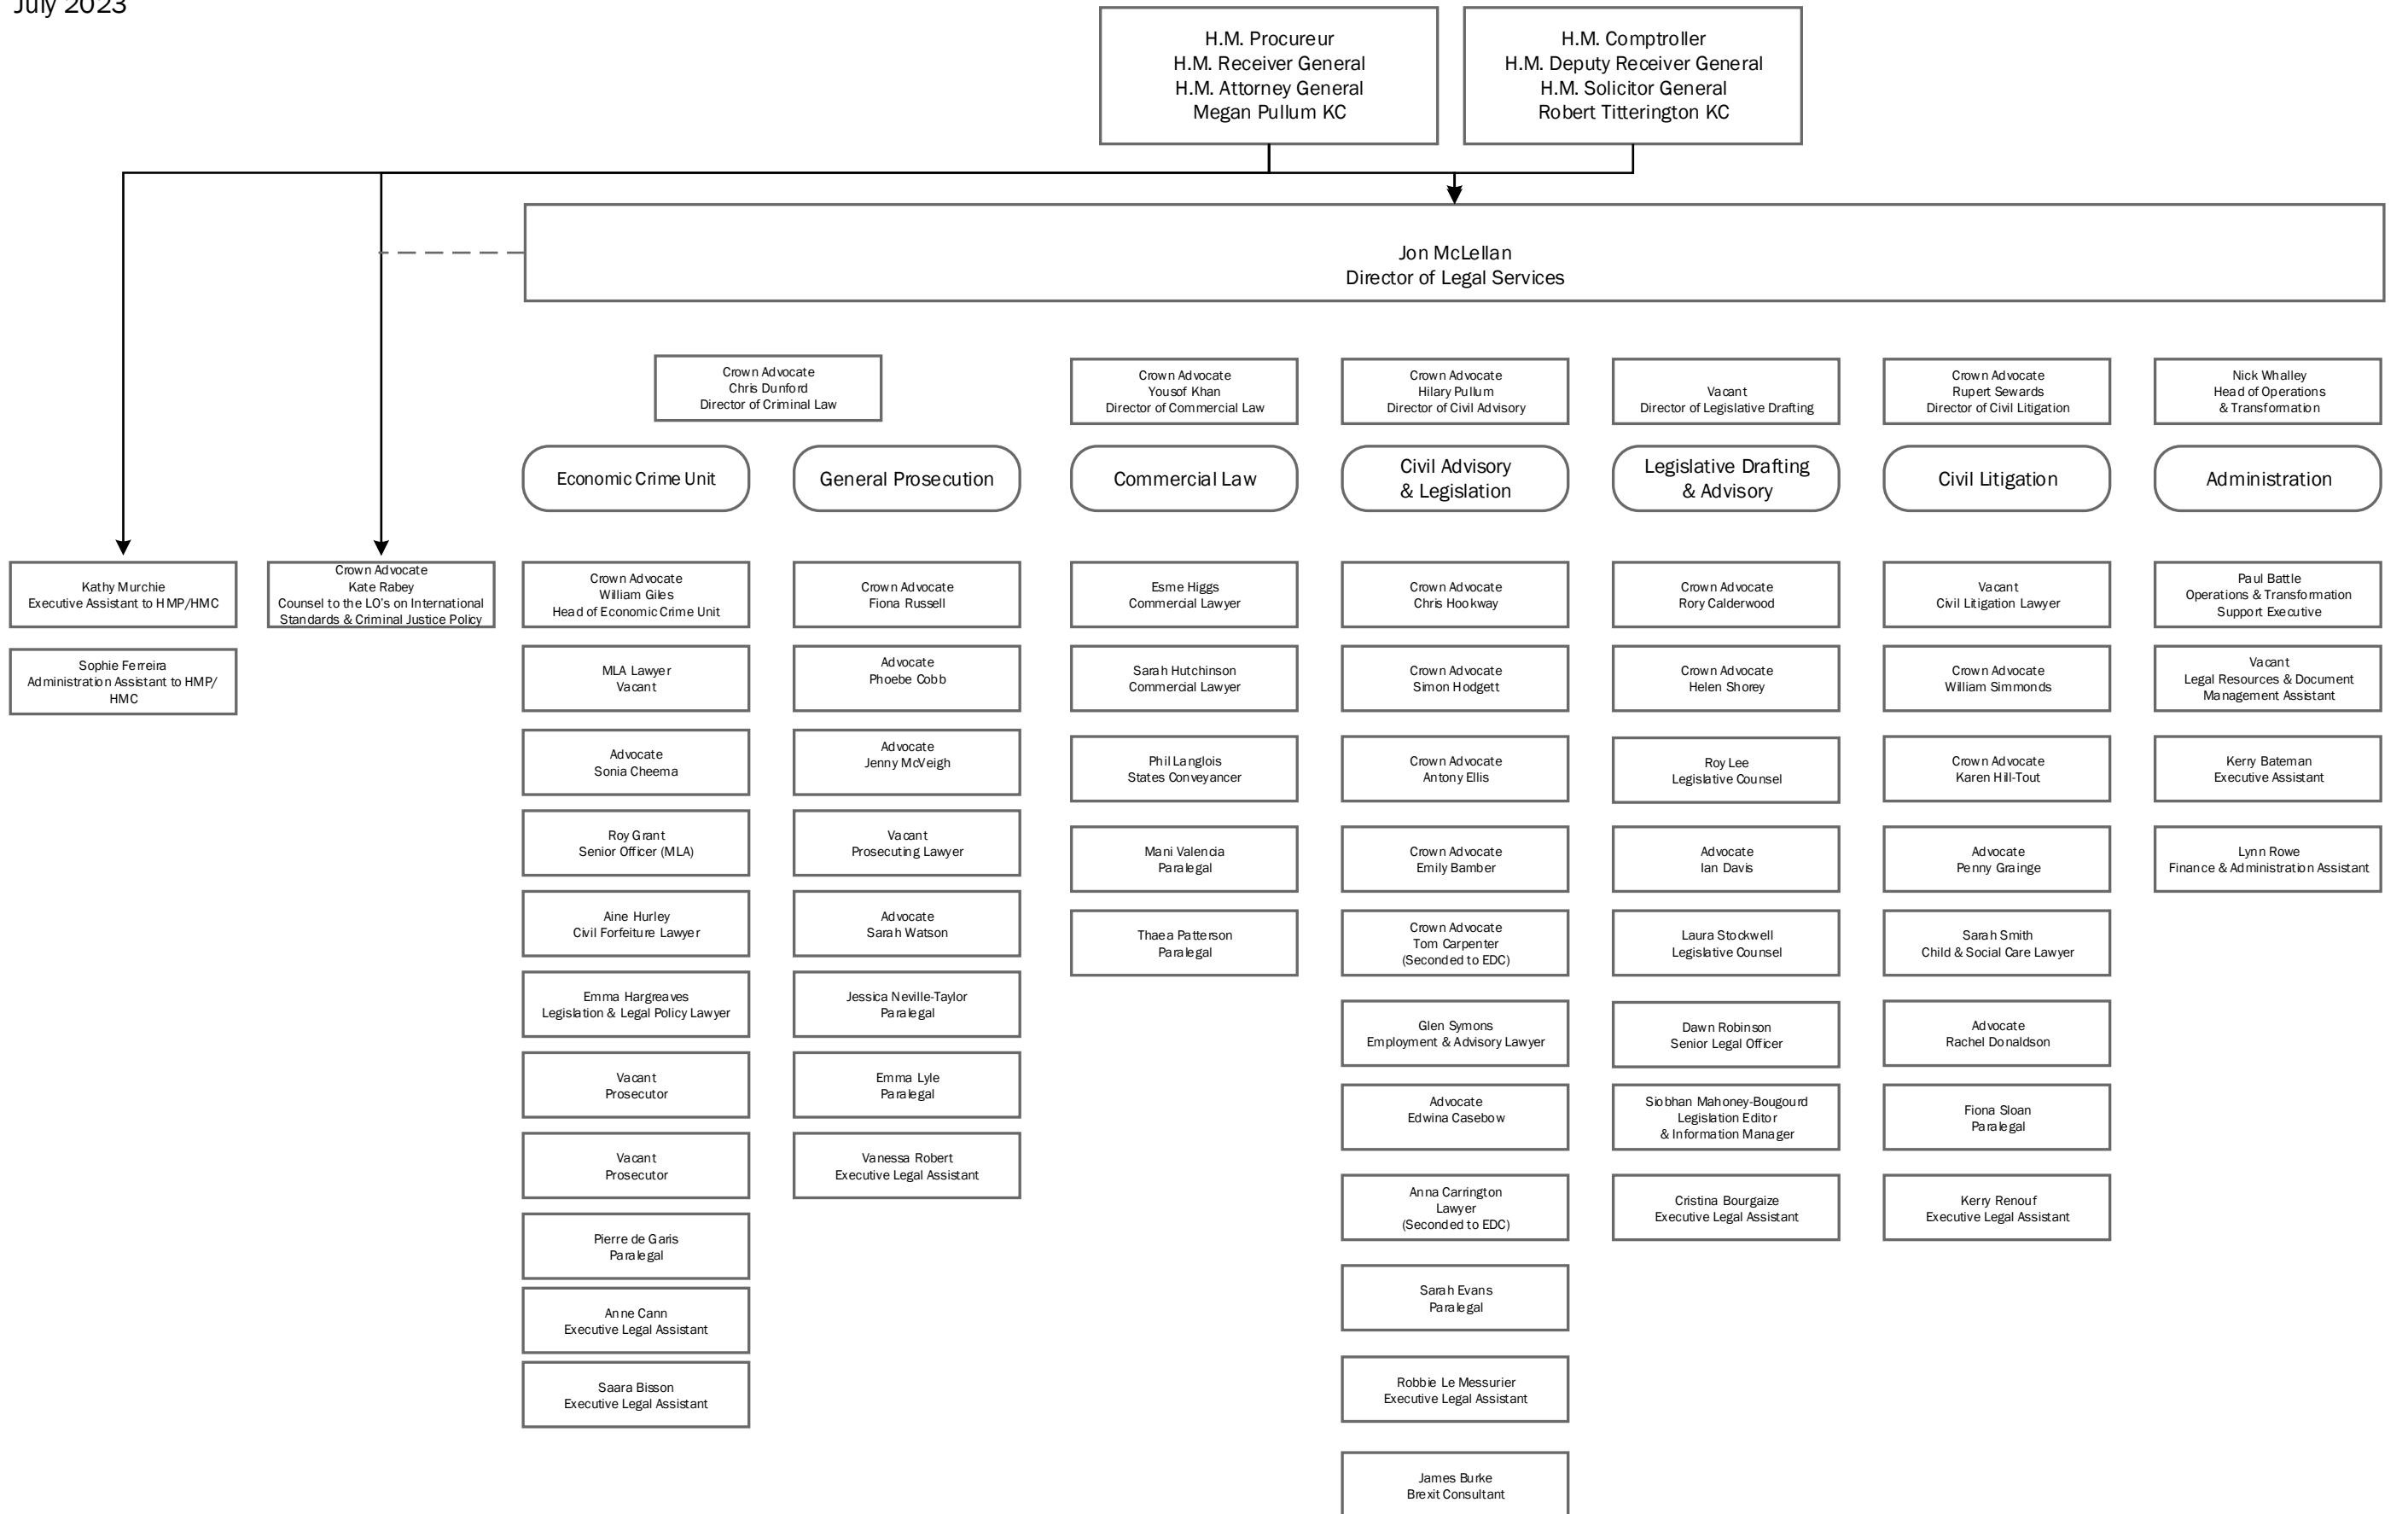 July 2023
H.M. Procureur
H.M. Receiver General
H.M. Attorney General
Megan Pullum KC
H.M. Comptroller
H.M. Deputy Receiver General
H.M. Solicitor General
Robert Titterington KC
Jon McLellan
Director of Legal Services
Crown Advocate
Chris Dunford
Director of Criminal Law
Crown Advocate
Yousof Khan
Director of Commercial Law
Crown Advocate
Hilary Pullum
Director of Civil Advisory
Vacant
Director of Legislative Drafting
Crown Advocate
Rupert Sewards
Director of Civil Litigation
Nick Whalley
Head of Operations
& Transformation
Economic Crime Unit
General Prosecution
Commercial Law
Civil Advisory
& Legislation
Legislative Drafting
& Advisory
Civil Litigation
Administration
Kathy Murchie
Executive Assistant to HMP/HMC
Sophie Ferreira
Administration Assistant to HMP/
HMC
Crown Advocate
Kate Rabey
Counsel to the LO's on International
Standards & Criminal Justice Policy
Crown Advocate
William Giles
Head of Economic Crime Unit
MLA Lawyer
Vacant
Advocate
Sonia Cheema
Roy Grant
Senior Officer (MLA)
Aine Hurley
Civil Forfeiture Lawyer
Emma Hargreaves
Legislation & Legal Policy Lawyer
Vacant
Prosecutor
Vacant
Prosecutor
Pierre de Garis
Paralegal
Anne Cann
Executive Legal Assistant
Saara Bisson
Executive Legal Assistant
Crown Advocate
Fiona Russell
Advocate
Phoebe Cobb
Advocate
Jenny McVeigh
Vacant
Prosecuting Lawyer
Advocate
Sarah Watson
Jessica Neville-Taylor
Paralegal
Emma Lyle
Paralegal
Vanessa Robert
Executive Legal Assistant
Esme Higgs
Commercial Lawyer
Sarah Hutchinson
Commercial Lawyer
Phil Langlois
States Conveyancer
Mani Valencia
Paralegal
Thaea Patterson
Paralegal
Crown Advocate
Chris Hookway
Crown Advocate
Simon Hodgett
Crown Advocate
Antony Ellis
Crown Advocate
Emily Bamber
Crown Advocate
Tom Carpenter
(Seconded to EDC)
Glen Symons
Employment & Advisory Lawyer
Advocate
Edwina Casebow
Anna Carrington
Lawyer
(Seconded to EDC)
Sarah Evans
Paralegal
Robbie Le Messurier
Executive Legal Assistant
James Burke
Brexit Consultant
Crown Advocate
Rory Calderwood
Crown Advocate
Helen Shorey
Roy Lee
Legislative Counsel
Advocate
Ian Davis
Laura Stockwell
Legislative Counsel
Dawn Robinson
Senior Legal Officer
Siobhan Mahoney-Bougourd
Legislation Editor
& Information Manager
Cristina Bourgaize
Executive Legal Assistant
Vacant
Civil Litigation Lawyer
Crown Advocate
William Simmonds
Crown Advocate
Karen Hill-Tout
Advocate
Penny Grainge
Sarah Smith
Child & Social Care Lawyer
Advocate
Rachel Donaldson
Fiona Sloan
Paralegal
Kerry Renouf
Executive Legal Assistant
Paul Battle
Operations & Transformation
Support Executive
Vacant
Legal Resources & Document
Management Assistant
Kerry Bateman
Executive Assistant
Lynn Rowe
Finance & Administration Assistant